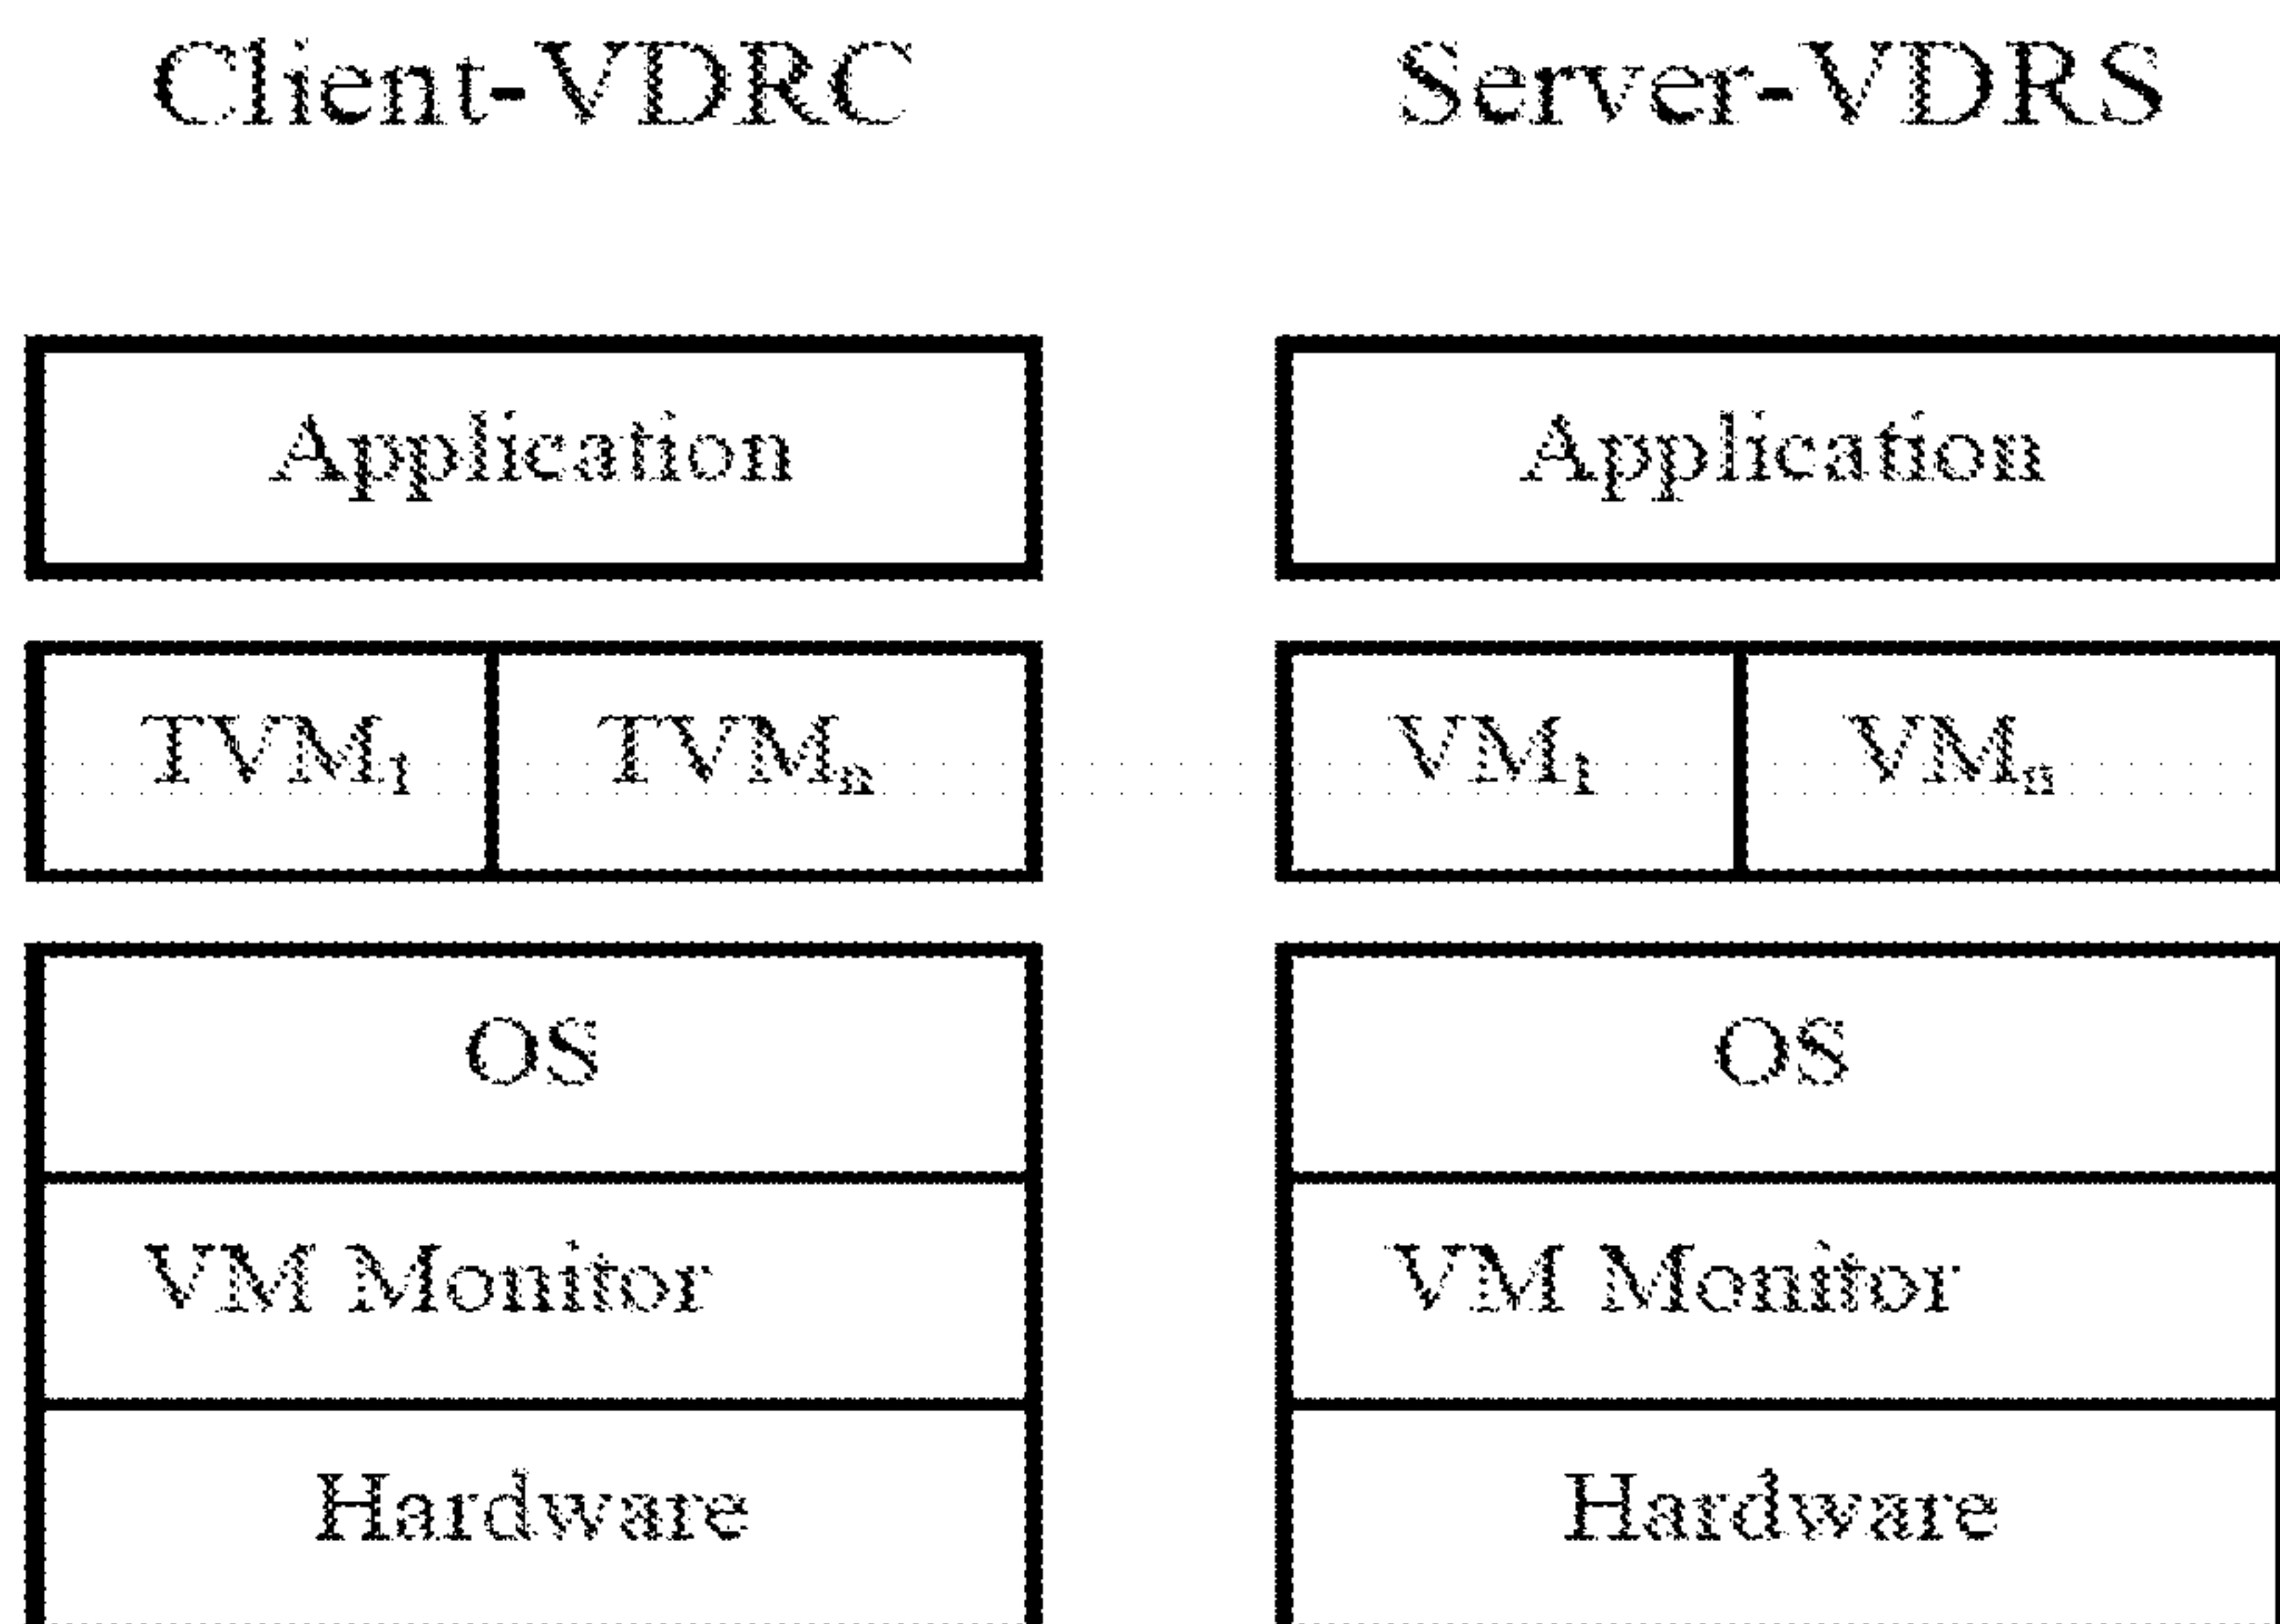 Client-VDRC Server-VDRS
Application Application
TVM₁ TVMₙ VM₁ VMₙ
OS OS
VM Monitor VM Monitor
Hardware Hardware